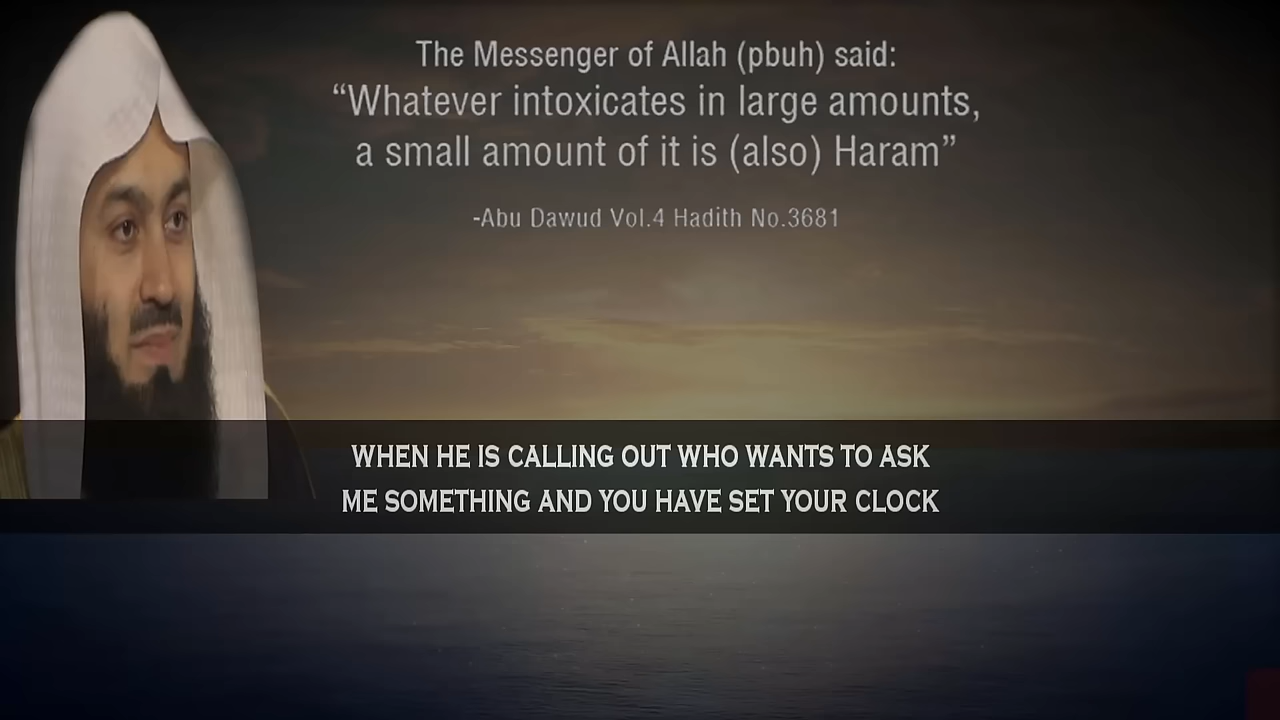 The Messenger of Allah (pbuh) said:
“Whatever intoxicates in large amounts,
a small amount of it is (also) Haram”
-Abu Dawud Vol.4 Hadith No.3681
WHEN HE IS CALLING OUT WHO WANTS TO ASK
ME SOMETHING AND YOU HAVE SET YOUR CLOCK